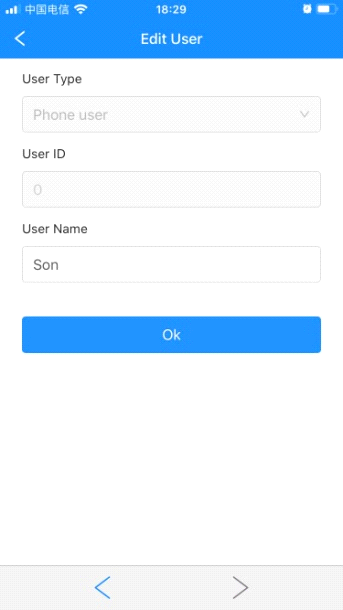 中国电信 18:29
Edit User
User Type
Phone user
User ID
0
User Name
Son
Ok